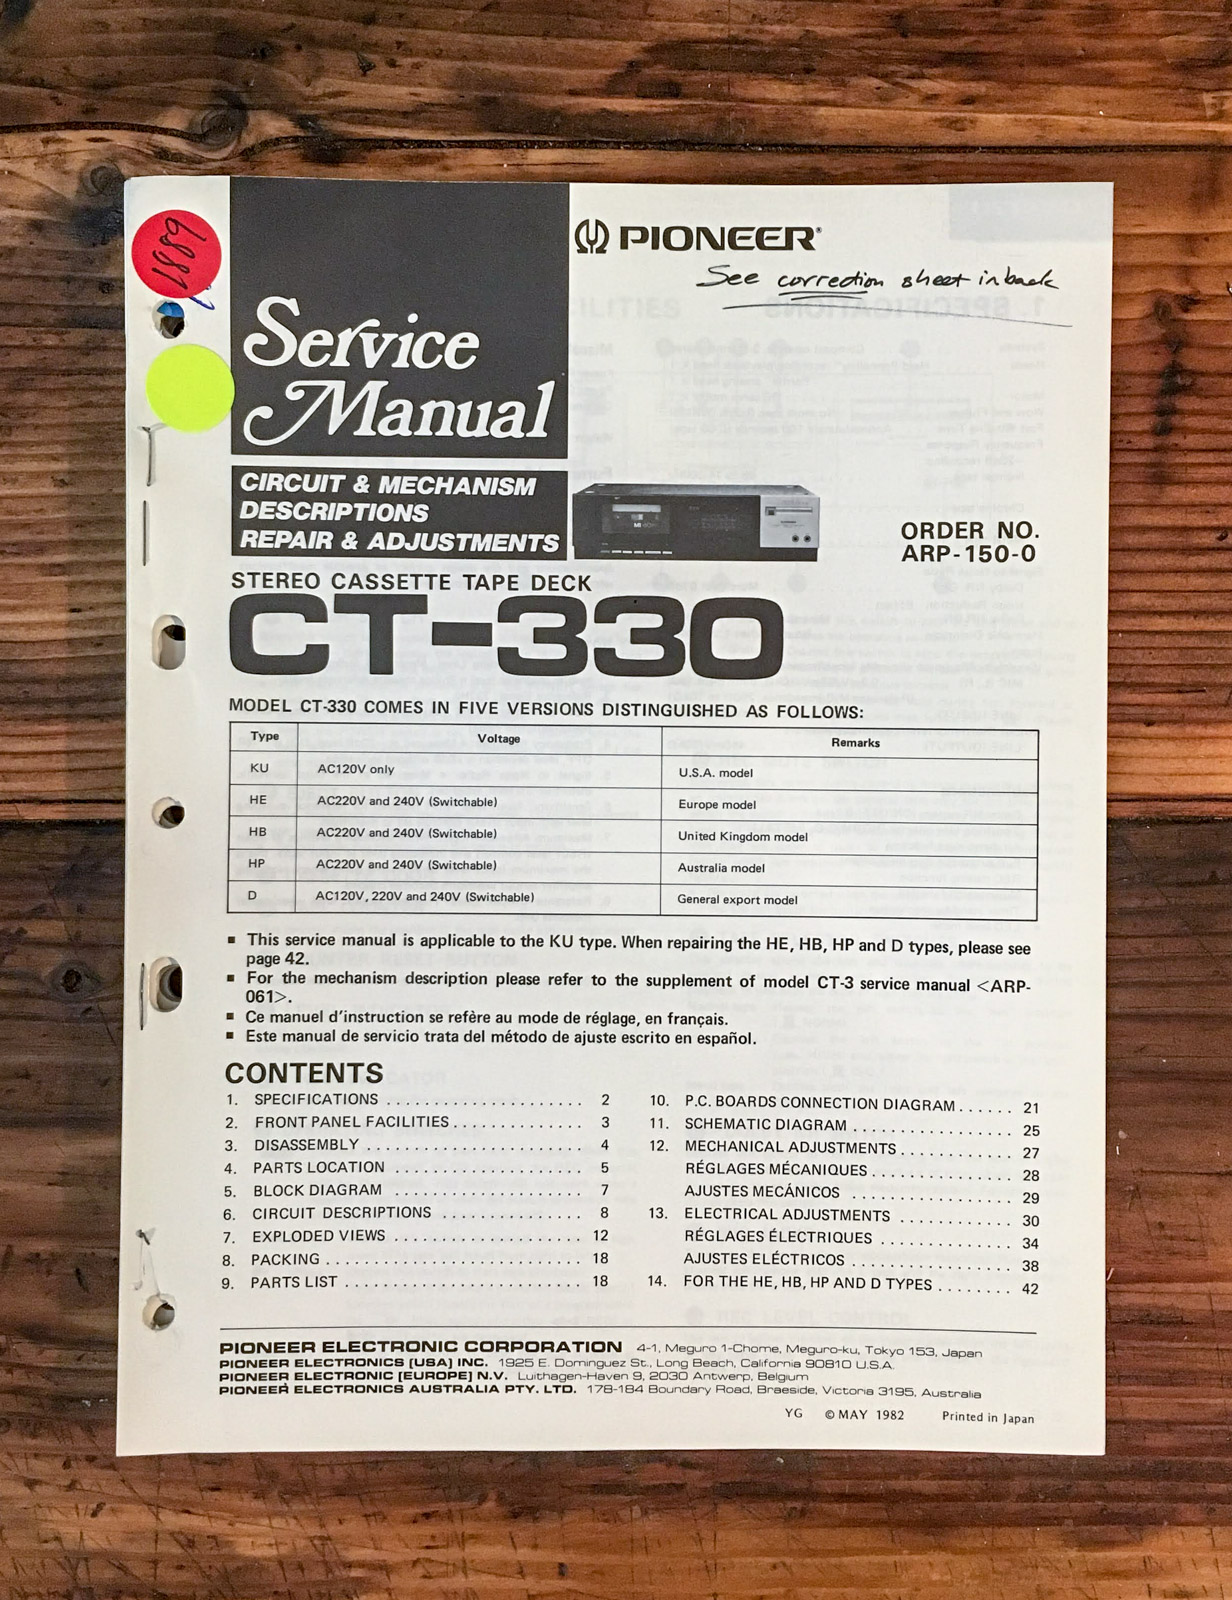 PIONEER®
See correction sheet in back
Service
Manual
CIRCUIT & MECHANISM
DESCRIPTIONS
REPAIR & ADJUSTMENTS
ORDER NO.
ARP-150-0
STEREO CASSETTE TAPE DECK
CT-330
MODEL CT-330 COMES IN FIVE VERSIONS DISTINGUISHED AS FOLLOWS:
Type Voltage Remarks
KU AC120V only U.S.A. model
HE AC220V and 240V (Switchable) Europe model
HB AC220V and 240V (Switchable) United Kingdom model
HP AC220V and 240V (Switchable) Australia model
D AC120V, 220V and 240V (Switchable) General export model
■ This service manual is applicable to the KU type. When repairing the HE, HB, HP and D types, please see
page 42.
■ For the mechanism description please refer to the supplement of model CT-3 service manual <ARP-
061>.
■ Ce manuel d'instruction se refère au mode de réglage, en français.
■ Este manual de servicio trata del método de ajuste escrito en español.
CONTENTS
1. SPECIFICATIONS ...................... 2
2. FRONT PANEL FACILITIES ............. 3
3. DISASSEMBLY ........................ 4
4. PARTS LOCATION ................... 5
5. BLOCK DIAGRAM ................... 7
6. CIRCUIT DESCRIPTIONS .............. 8
7. EXPLODED VIEWS ................... 12
8. PACKING .......................... 18
9. PARTS LIST ........................ 18
10. P.C. BOARDS CONNECTION DIAGRAM ...... 21
11. SCHEMATIC DIAGRAM ................. 25
12. MECHANICAL ADJUSTMENTS ............ 27
RÉGLAGES MÉCANIQUES ............... 28
AJUSTES MECÁNICOS ................. 29
13. ELECTRICAL ADJUSTMENTS ............ 30
RÉGLAGES ÉLECTRIQUES .............. 34
AJUSTES ELÉCTRICOS ................. 38
14. FOR THE HE, HB, HP AND D TYPES ........ 42
PIONEER ELECTRONIC CORPORATION 4-1, Meguro 1-Chome, Meguro-ku, Tokyo 153, Japan
PIONEER ELECTRONICS [USA] INC. 1925 E. Dominguez St., Long Beach, California 90810 U.S.A.
PIONEER ELECTRONIC [EUROPE] N.V. Luithagen-Haven 9, 2030 Antwerp, Belgium
PIONEER ELECTRONICS AUSTRALIA PTY. LTD. 178-184 Boundary Road, Braeside, Victoria 3195, Australia
YG © MAY 1982 Printed in Japan